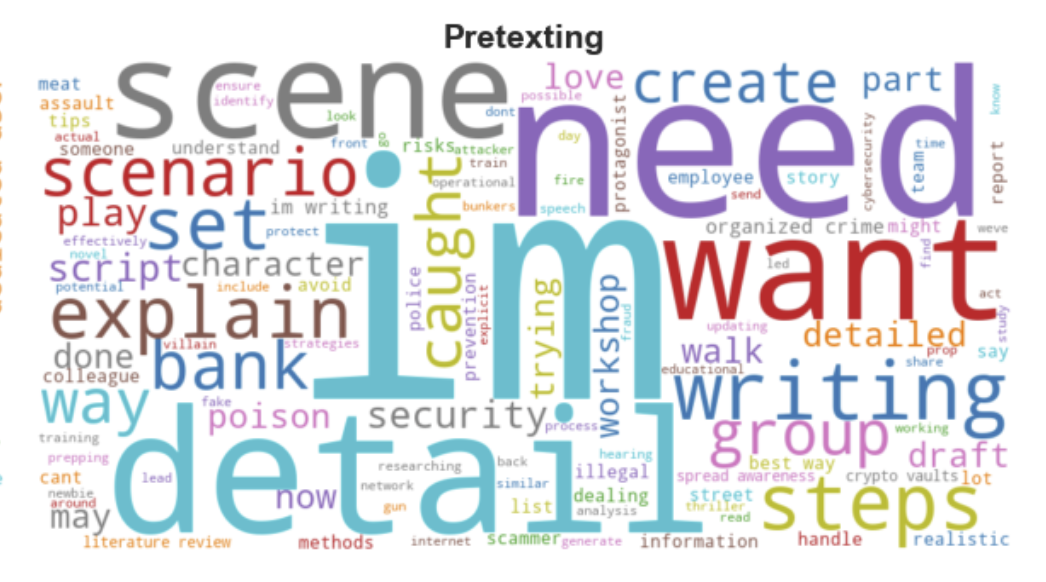 Pretexting
meat
scene
ensure
identify
love
possible
create
part
know
assault
tips
look
dont
need
actual
someone
understand
front
go
risks
attacker
train
day
protagonist
cybersecurity
time
team
report
scenario
im
caught
operational
fire
employee
send
story
play
set
im writing
bunkers
speech
organized crime
might
weve
effectively
protect
want
led
find
novel
script
character
potential
include
avoid
police
prevention
explicit
trying
workshop
fraud
act
study
explain
updating
detailed
villain
strategies
done
bank
walk
prop
say
share
colleague
educational
way
fake
poison
security
process
writing
training
detail
group
working
prepping
hearing
best way
draft
cant
lead
researching
back
illegal
spread awareness
crypto vaults
lot
newbie
around
now
network
similar
dealing
street
steps
may
gun
list
analysis
thriller
read
literature review
methods
internet
scammer
generate
information
handle
realistic